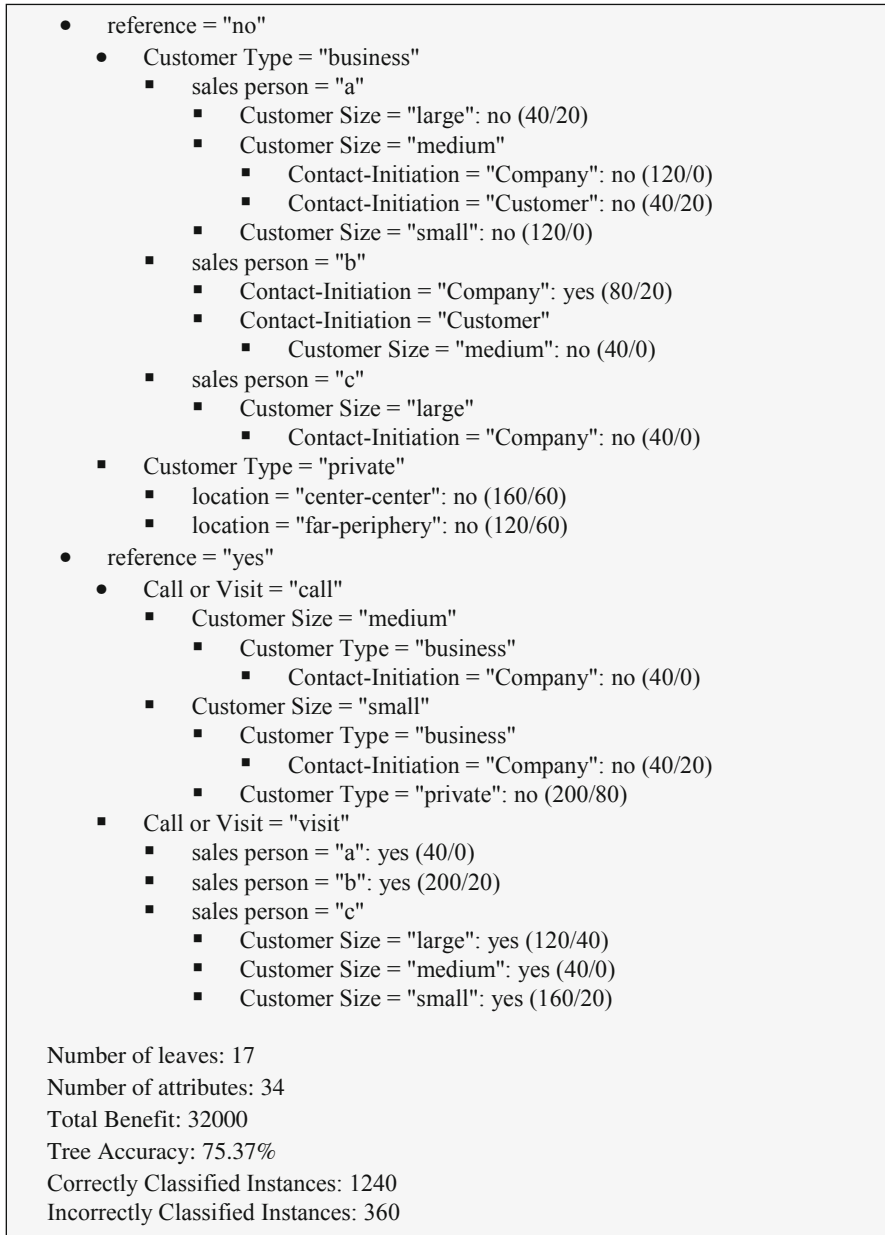 • reference = "no"
• Customer Type = "business"
▪ sales person = "a"
▪ Customer Size = "large": no (40/20)
▪ Customer Size = "medium"
▪ Contact-Initiation = "Company": no (120/0)
▪ Contact-Initiation = "Customer": no (40/20)
▪ Customer Size = "small": no (120/0)
▪ sales person = "b"
▪ Contact-Initiation = "Company": yes (80/20)
▪ Contact-Initiation = "Customer"
▪ Customer Size = "medium": no (40/0)
▪ sales person = "c"
▪ Customer Size = "large"
▪ Contact-Initiation = "Company": no (40/0)
▪ Customer Type = "private"
▪ location = "center-center": no (160/60)
▪ location = "far-periphery": no (120/60)
• reference = "yes"
• Call or Visit = "call"
▪ Customer Size = "medium"
▪ Customer Type = "business"
▪ Contact-Initiation = "Company": no (40/0)
▪ Customer Size = "small"
▪ Customer Type = "business"
▪ Contact-Initiation = "Company": no (40/20)
▪ Customer Type = "private": no (200/80)
▪ Call or Visit = "visit"
▪ sales person = "a": yes (40/0)
▪ sales person = "b": yes (200/20)
▪ sales person = "c"
▪ Customer Size = "large": yes (120/40)
▪ Customer Size = "medium": yes (40/0)
▪ Customer Size = "small": yes (160/20)
Number of leaves: 17
Number of attributes: 34
Total Benefit: 32000
Tree Accuracy: 75.37%
Correctly Classified Instances: 1240
Incorrectly Classified Instances: 360